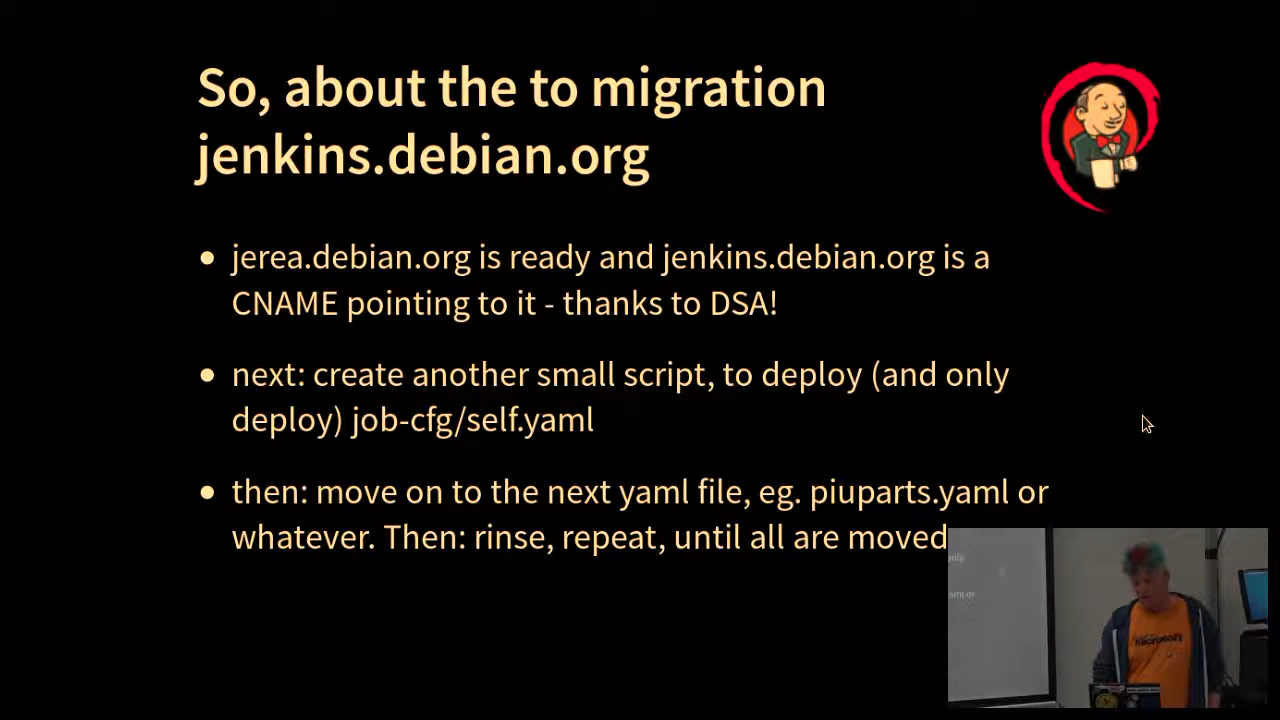 So, about the to migration
jenkins.debian.org
• jerea.debian.org is ready and jenkins.debian.org is a
CNAME pointing to it - thanks to DSA!
• next: create another small script, to deploy (and only
deploy) job-cfg/self.yaml
• then: move on to the next yaml file, eg. piuparts.yaml or
whatever. Then: rinse, repeat, until all are moved
Microsoft